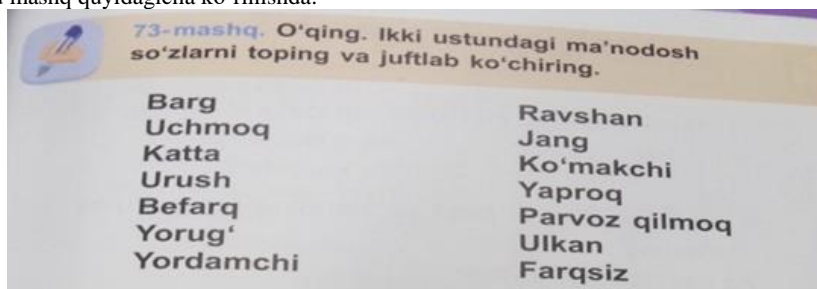 73-mashq. O‘qing. Ikki ustundagi ma’nodosh
so‘zlarni toping va juftlab ko‘chiring.
Barg
Uchmoq
Katta
Urush
Befarq
Yorug‘
Yordamchi
Ravshan
Jang
Ko‘makchi
Yaproq
Parvoz qilmoq
Ulkan
Farqsiz